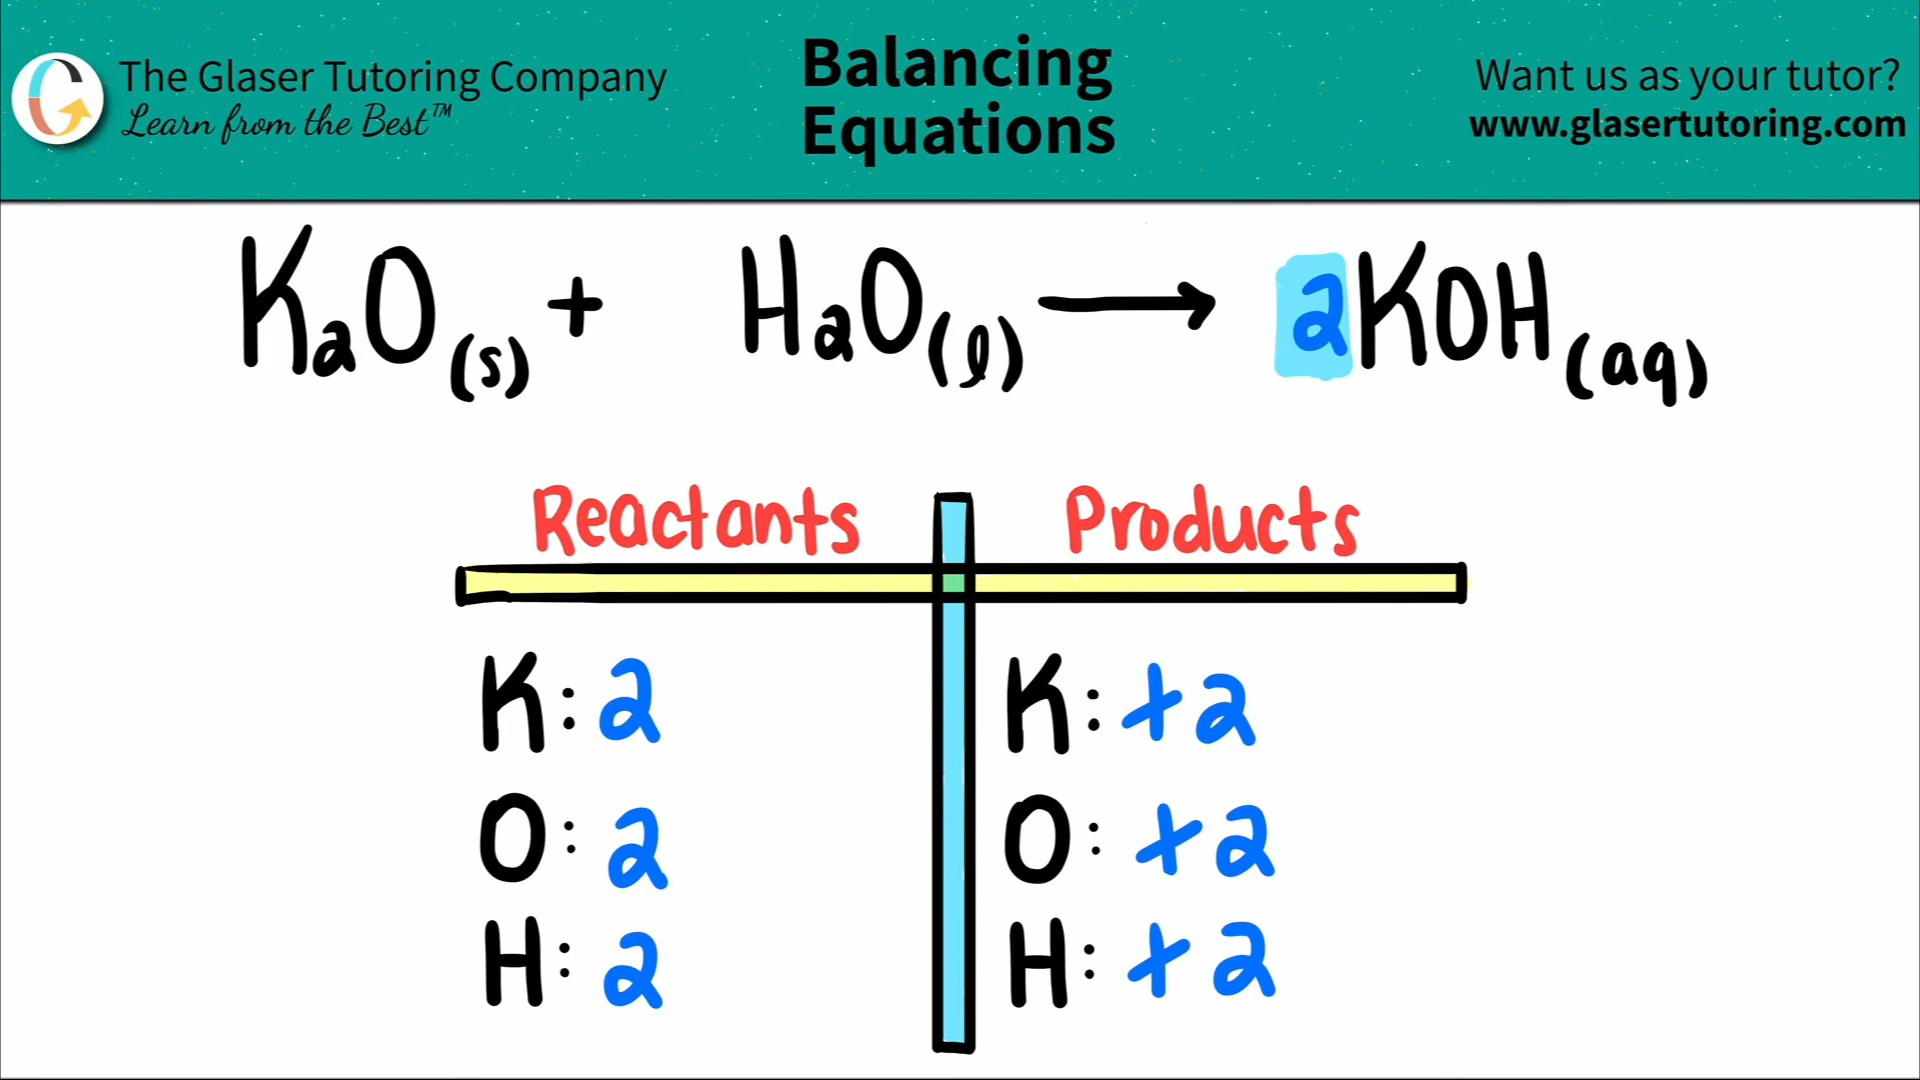 The Glaser Tutoring Company
Learn from the Best™
Balancing
Equations
Want us as your tutor?
www.glasertutoring.com
K₂O(s) + H₂O(l) → 2KOH(aq)
Reactants Products
K: 2 K: +2
O: 2 O: +2
H: 2 H: +2